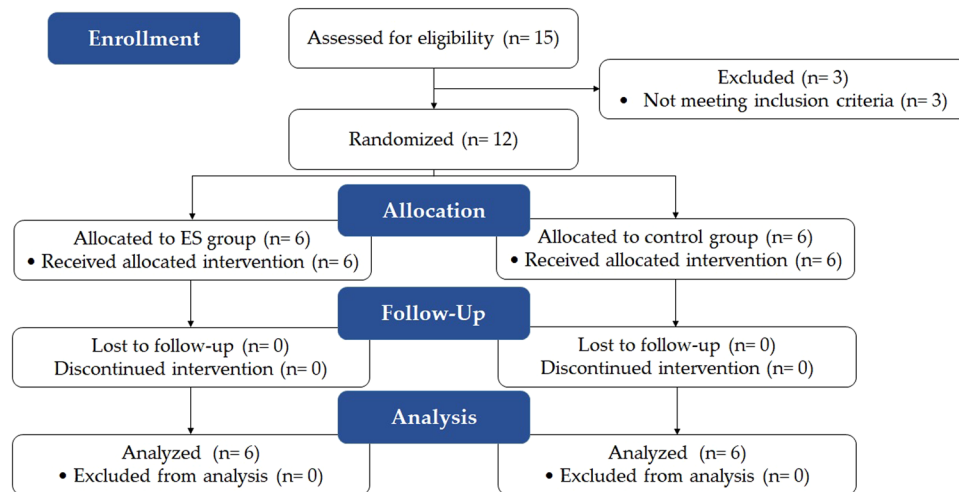 Enrollment
Assessed for eligibility (n= 15)
Excluded (n= 3)
• Not meeting inclusion criteria (n= 3)
Randomized (n= 12)
Allocation
Allocated to ES group (n= 6)
• Received allocated intervention (n= 6)
Allocated to control group (n= 6)
• Received allocated intervention (n= 6)
Follow-Up
Lost to follow-up (n= 0)
Discontinued intervention (n= 0)
Lost to follow-up (n= 0)
Discontinued intervention (n= 0)
Analysis
Analyzed (n= 6)
• Excluded from analysis (n= 0)
Analyzed (n= 6)
• Excluded from analysis (n= 0)